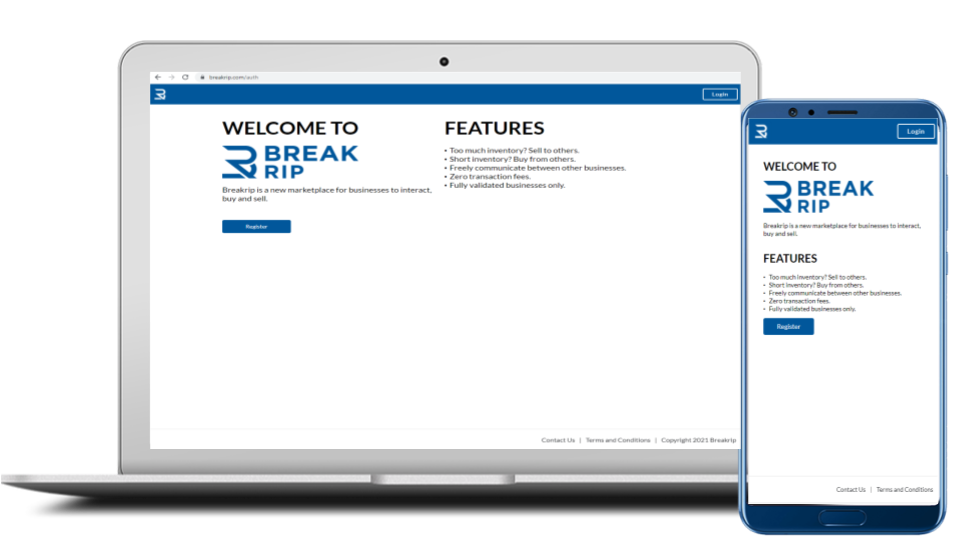 breakrip.com/auth
Login
WELCOME TO
BREAK
RIP
Breakrip is a new marketplace for businesses to interact,
buy and sell.
Register
FEATURES
• Too much inventory? Sell to others.
• Short inventory? Buy from others.
• Freely communicate between other businesses.
• Zero transaction fees.
• Fully validated businesses only.
Contact Us | Terms and Conditions | Copyright 2021 Breakrip
Login
WELCOME TO
BREAK
RIP
Breakrip is a new marketplace for businesses to interact,
buy and sell.
FEATURES
• Too much inventory? Sell to others.
• Short inventory? Buy from others.
• Freely communicate between other businesses.
• Zero transaction fees.
• Fully validated businesses only.
Register
Contact Us | Terms and Conditions